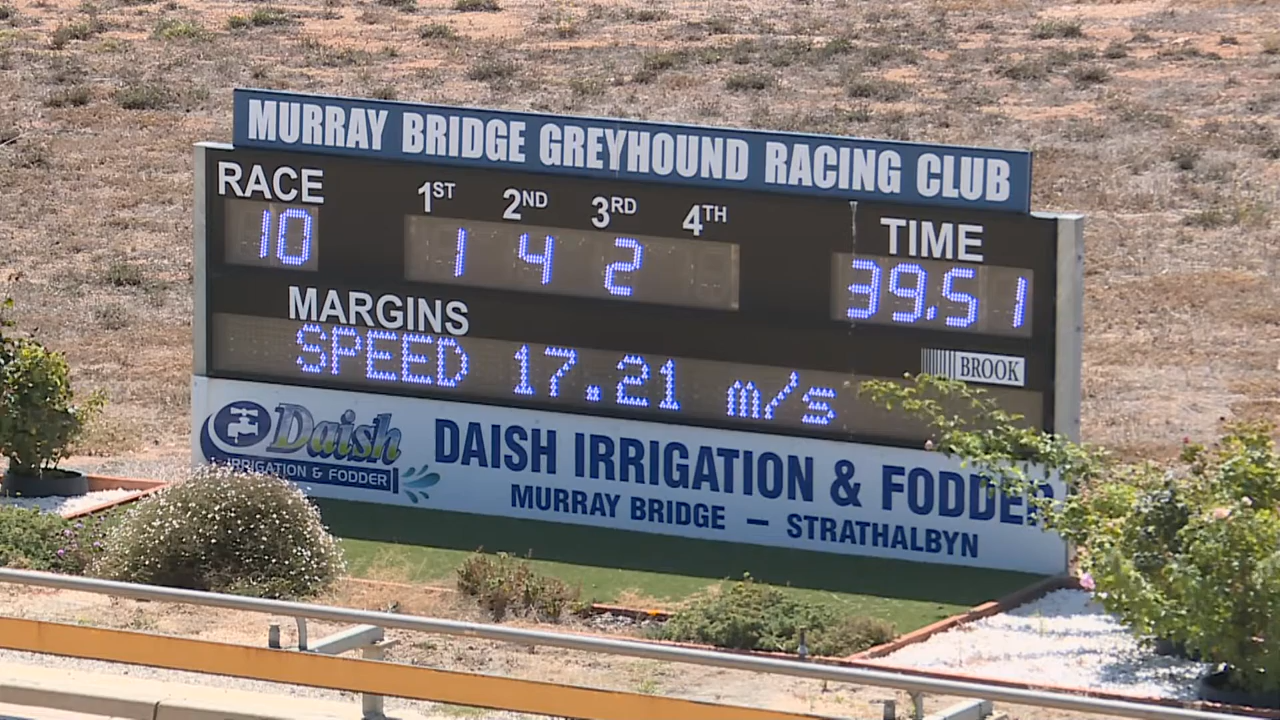 MURRAY BRIDGE GREYHOUND RACING CLUB
RACE 1ST 2ND 3RD 4TH TIME
10 1 4 2 39.51
MARGINS
BROOK
SPEED 17.21 m/s
Daish
IRRIGATION & FODDER
DAISH IRRIGATION & FODDER
MURRAY BRIDGE – STRATHALBYN